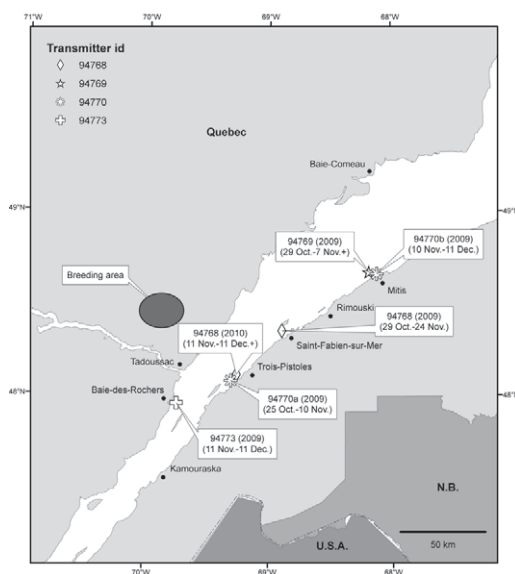 71°W
70°W
69°W
68°W
Transmitter id
94768
94769
94770
94773
Quebec
Baie-Comeau
49°N
49°N
94769 (2009)
(29 Oct.-7 Nov.+)
94770b (2009)
(10 Nov.-11 Dec.)
Breeding area
Mitis
Rimouski
94768 (2009)
(29 Oct.-24 Nov.)
94768 (2010)
(11 Nov.-11 Dec.+)
Saint-Fabien-sur-Mer
Tadoussac
Trois-Pistoles
48°N
48°N
Baie-des-Rochers
94770a (2009)
(25 Oct.-10 Nov.)
94773 (2009)
(11 Nov.-11 Dec.)
Kamouraska
N.B.
U.S.A.
50 km
70°W
69°W
68°W